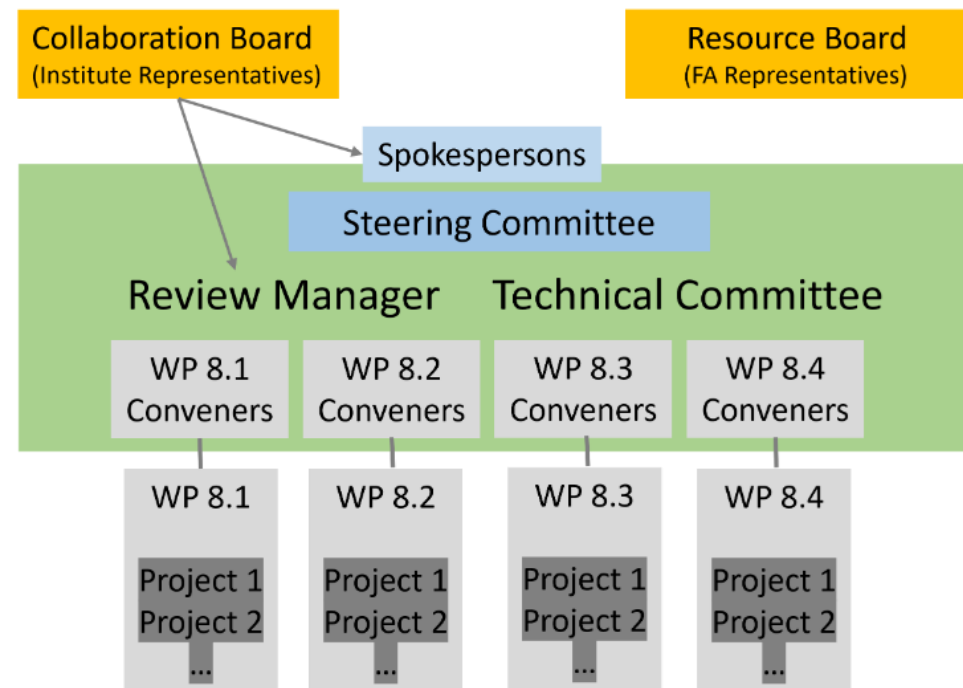 Collaboration Board
(Institute Representatives)
Resource Board
(FA Representatives)
Spokespersons
Steering Committee
Review Manager
Technical Committee
WP 8.1
Conveners
WP 8.2
Conveners
WP 8.3
Conveners
WP 8.4
Conveners
WP 8.1
Project 1
Project 2
...
WP 8.2
Project 1
Project 2
...
WP 8.3
Project 1
Project 2
...
WP 8.4
Project 1
Project 2
...